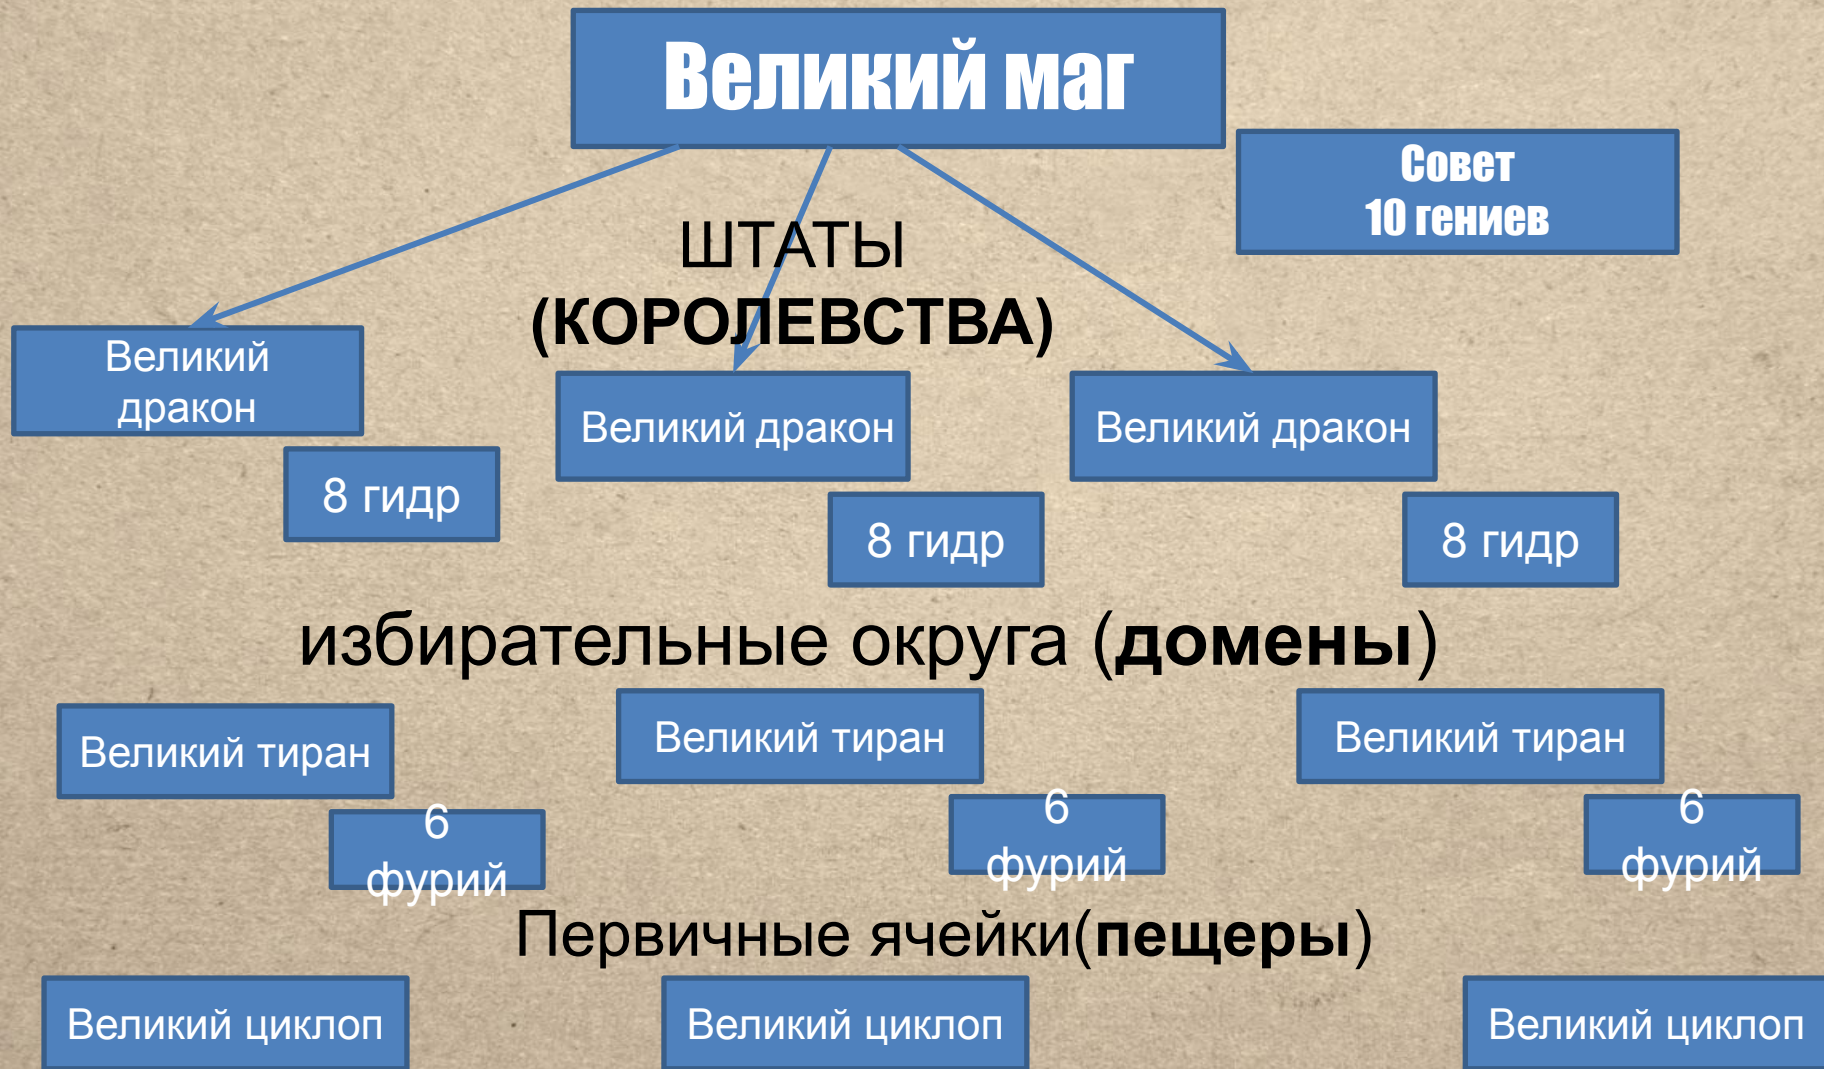 Великий маг
Совет
10 гениев
ШТАТЫ
(КОРОЛЕВСТВА)
Великий
дракон
Великий дракон
Великий дракон
8 гидр
8 гидр
8 гидр
избирательные округа (домены)
Великий тиран
Великий тиран
Великий тиран
6
фурий
6
фурий
6
фурий
Первичные ячейки(пещеры)
Великий циклоп
Великий циклоп
Великий циклоп